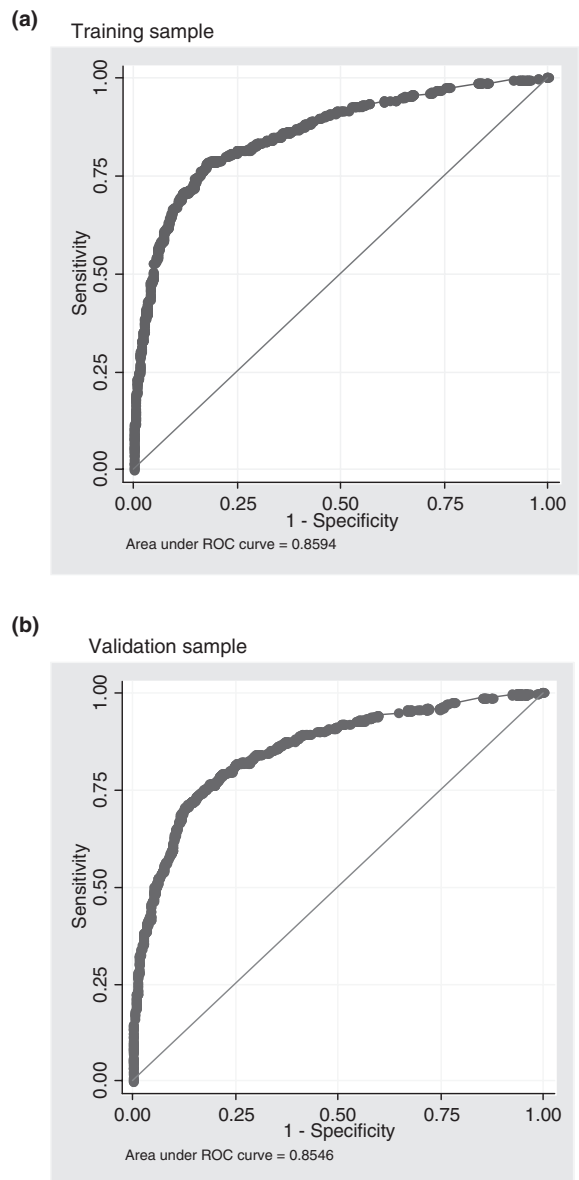 (a)
Training sample
1.00
0.75
0.50
0.25
0.00
Sensitivity
0.00 0.25 0.50 0.75 1.00
1 - Specificity
Area under ROC curve = 0.8594
(b)
Validation sample
1.00
0.75
0.50
0.25
0.00
Sensitivity
0.00 0.25 0.50 0.75 1.00
1 - Specificity
Area under ROC curve = 0.8546